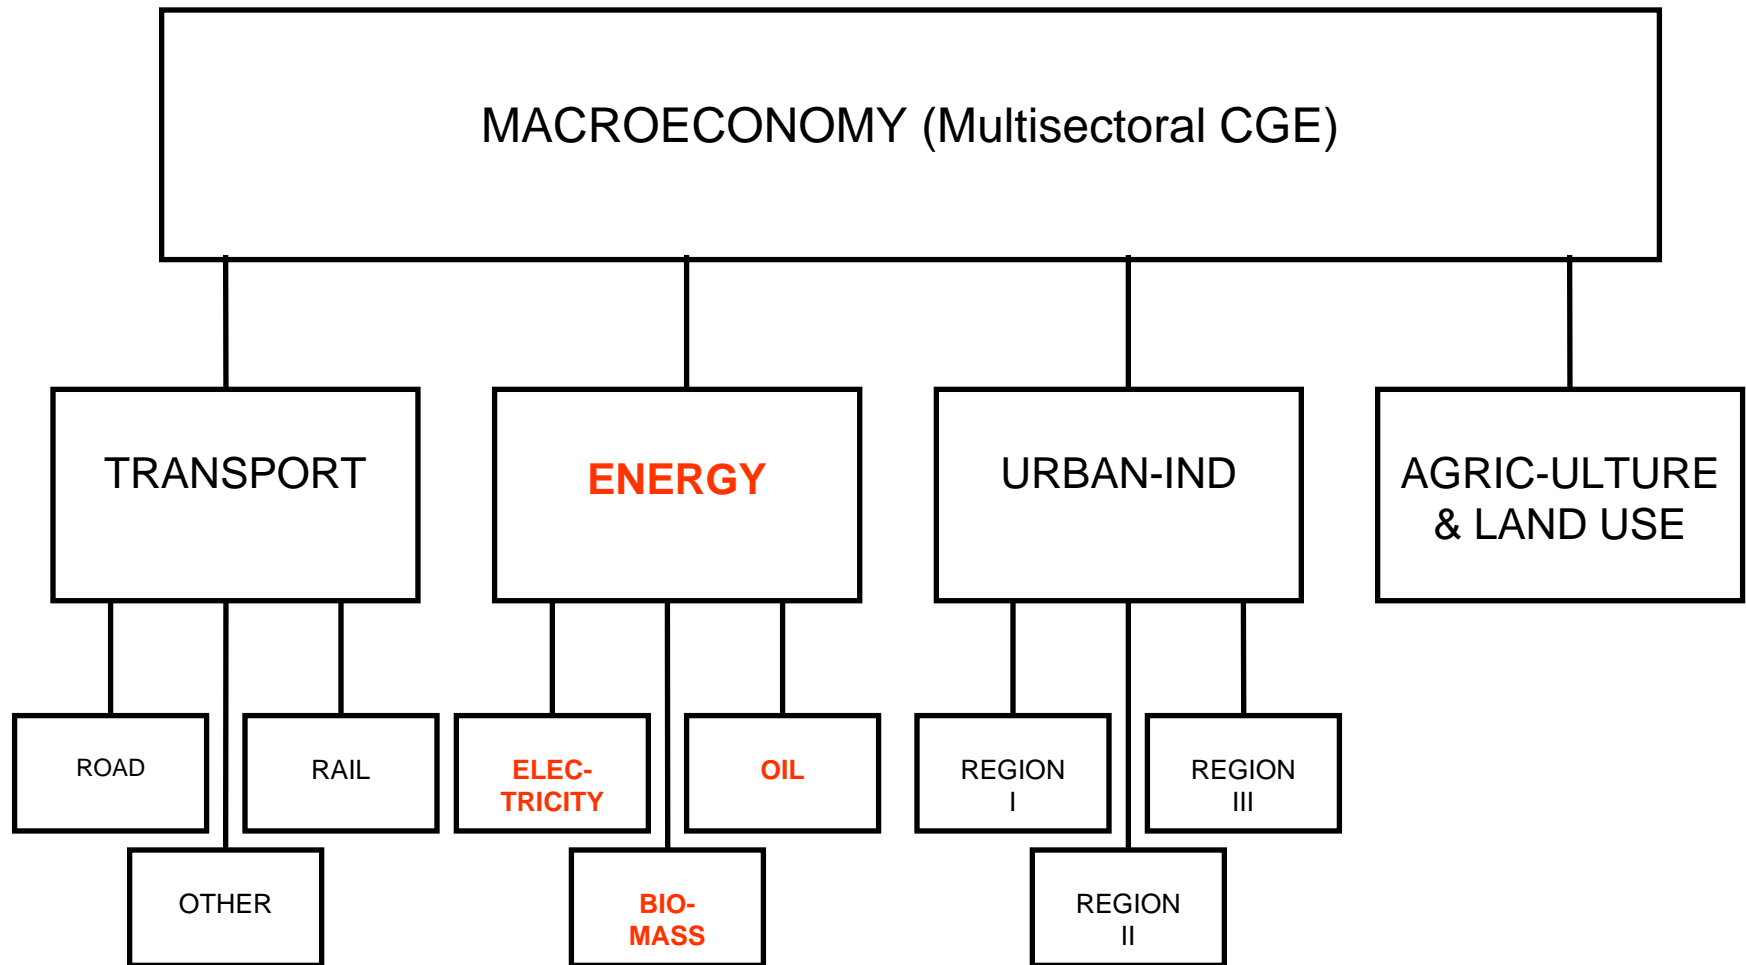 MACROECONOMY (Multisectoral CGE)
TRANSPORT
ENERGY
URBAN-IND
AGRIC-ULTURE
& LAND USE
ROAD
RAIL
OTHER
ELEC-
TRICITY
OIL
BIO-
MASS
REGION
I
REGION
III
REGION
II